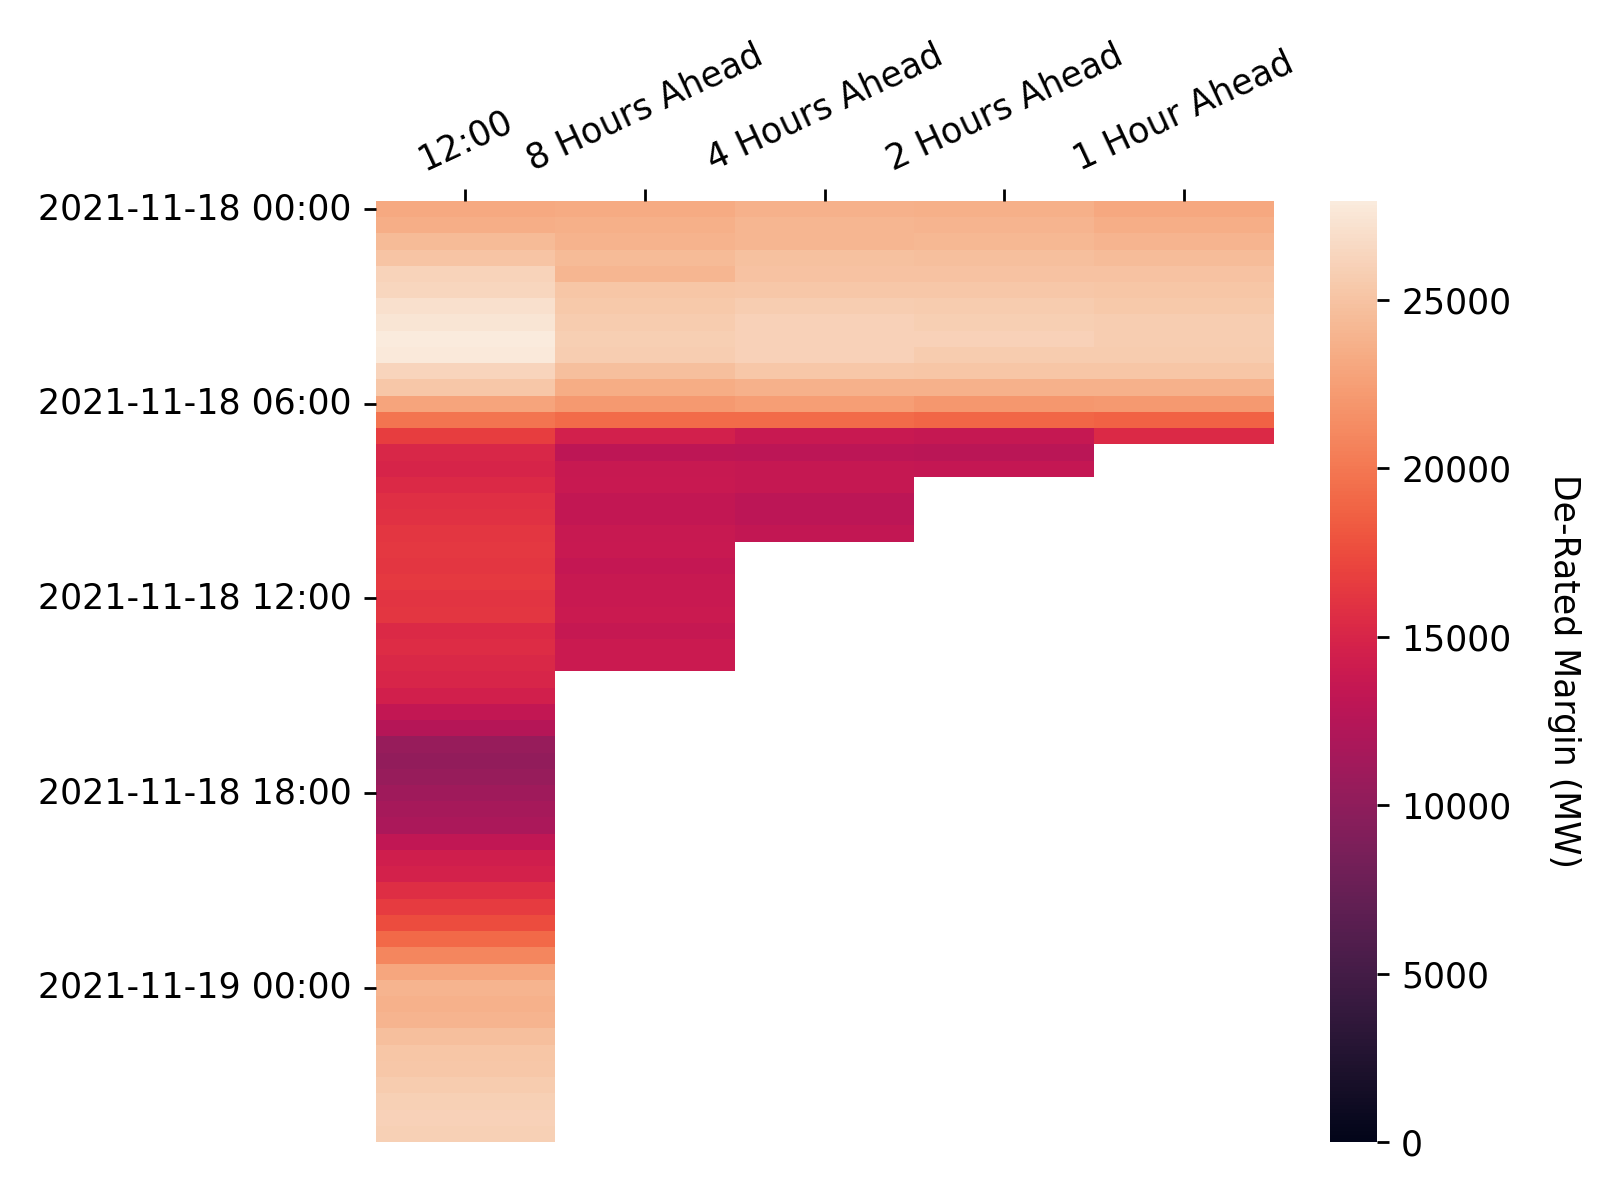 12:00
8 Hours Ahead
4 Hours Ahead
2 Hours Ahead
1 Hour Ahead
2021-11-18 00:00
2021-11-18 06:00
2021-11-18 12:00
2021-11-18 18:00
2021-11-19 00:00
25000
20000
15000
10000
5000
0
De-Rated Margin (MW)